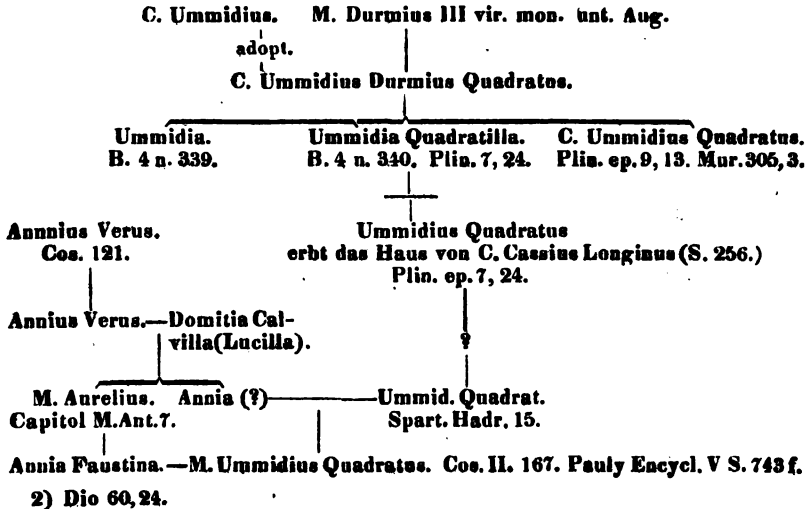 C. Ummidius. M. Durmius III vir. mon. unt. Aug.
adopt.
C. Ummidius Durmius Quadratus.
Ummidia. Ummidia Quadratilla. C. Ummidius Quadratus.
B. 4 n. 339. B. 4 n. 340. Plin. 7, 24. Plin. ep. 9, 13. Mur. 305, 3.
Annnius Verus. Ummidius Quadratus
Cos. 121. erbt das Haus von C. Cassius Longinus (S. 256.)
Plin. ep. 7, 24.
Annius Verus.—Domitia Cal-
villa (Lucilla).
?
M. Aurelius. Annia (?)—Ummid. Quadrat.
Capitol M. Ant. 7. Spart. Hadr. 15.
Annia Faustina.—M. Ummidius Quadratus. Cos. II. 167. Pauly Encycl. V S. 743 f.
2) Dio 60, 24.